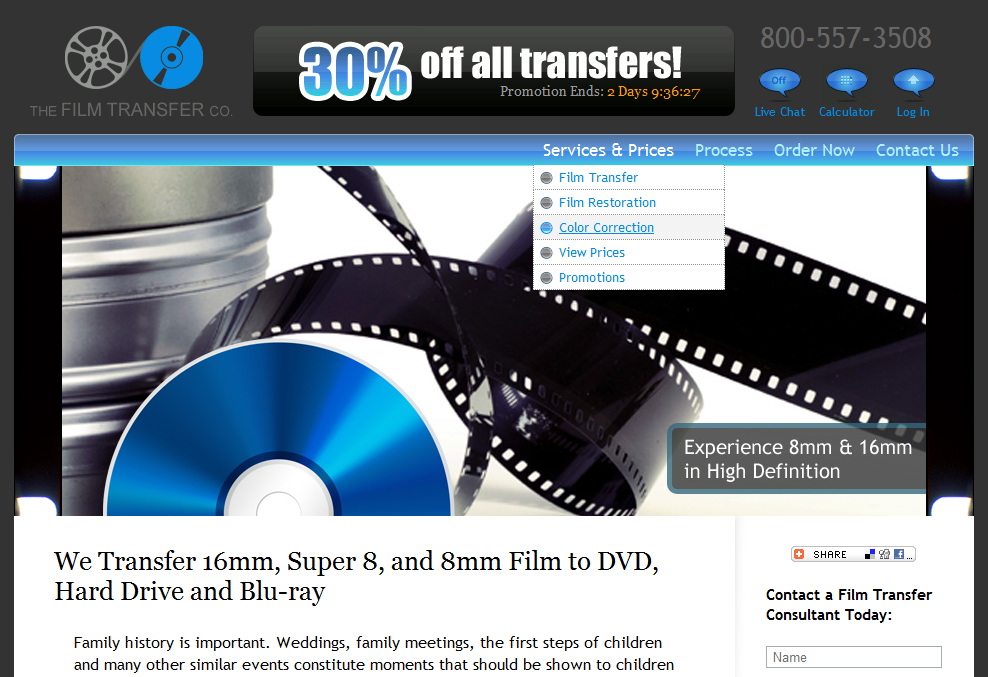 THE FILM TRANSFER CO.
30% off all transfers!
Promotion Ends: 2 Days 9:36:27
800-557-3508
Off
Live Chat
Calculator
Log In
Services & Prices
Process
Order Now
Contact Us
Film Transfer
Film Restoration
Color Correction
View Prices
Promotions
Experience 8mm & 16mm
in High Definition
We Transfer 16mm, Super 8, and 8mm Film to DVD,
Hard Drive and Blu-ray
Family history is important. Weddings, family meetings, the first steps of children
and many other similar events constitute moments that should be shown to children
SHARE
Contact a Film Transfer
Consultant Today:
Name